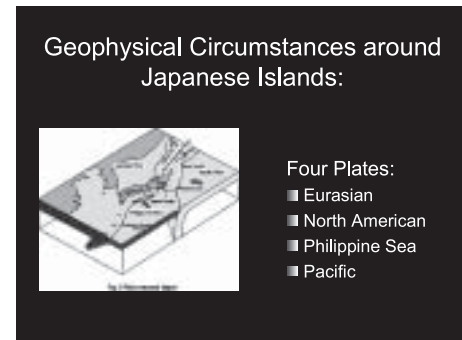 Geophysical Circumstances around
Japanese Islands:
Four Plates:
Eurasian
North American
Philippine Sea
Pacific